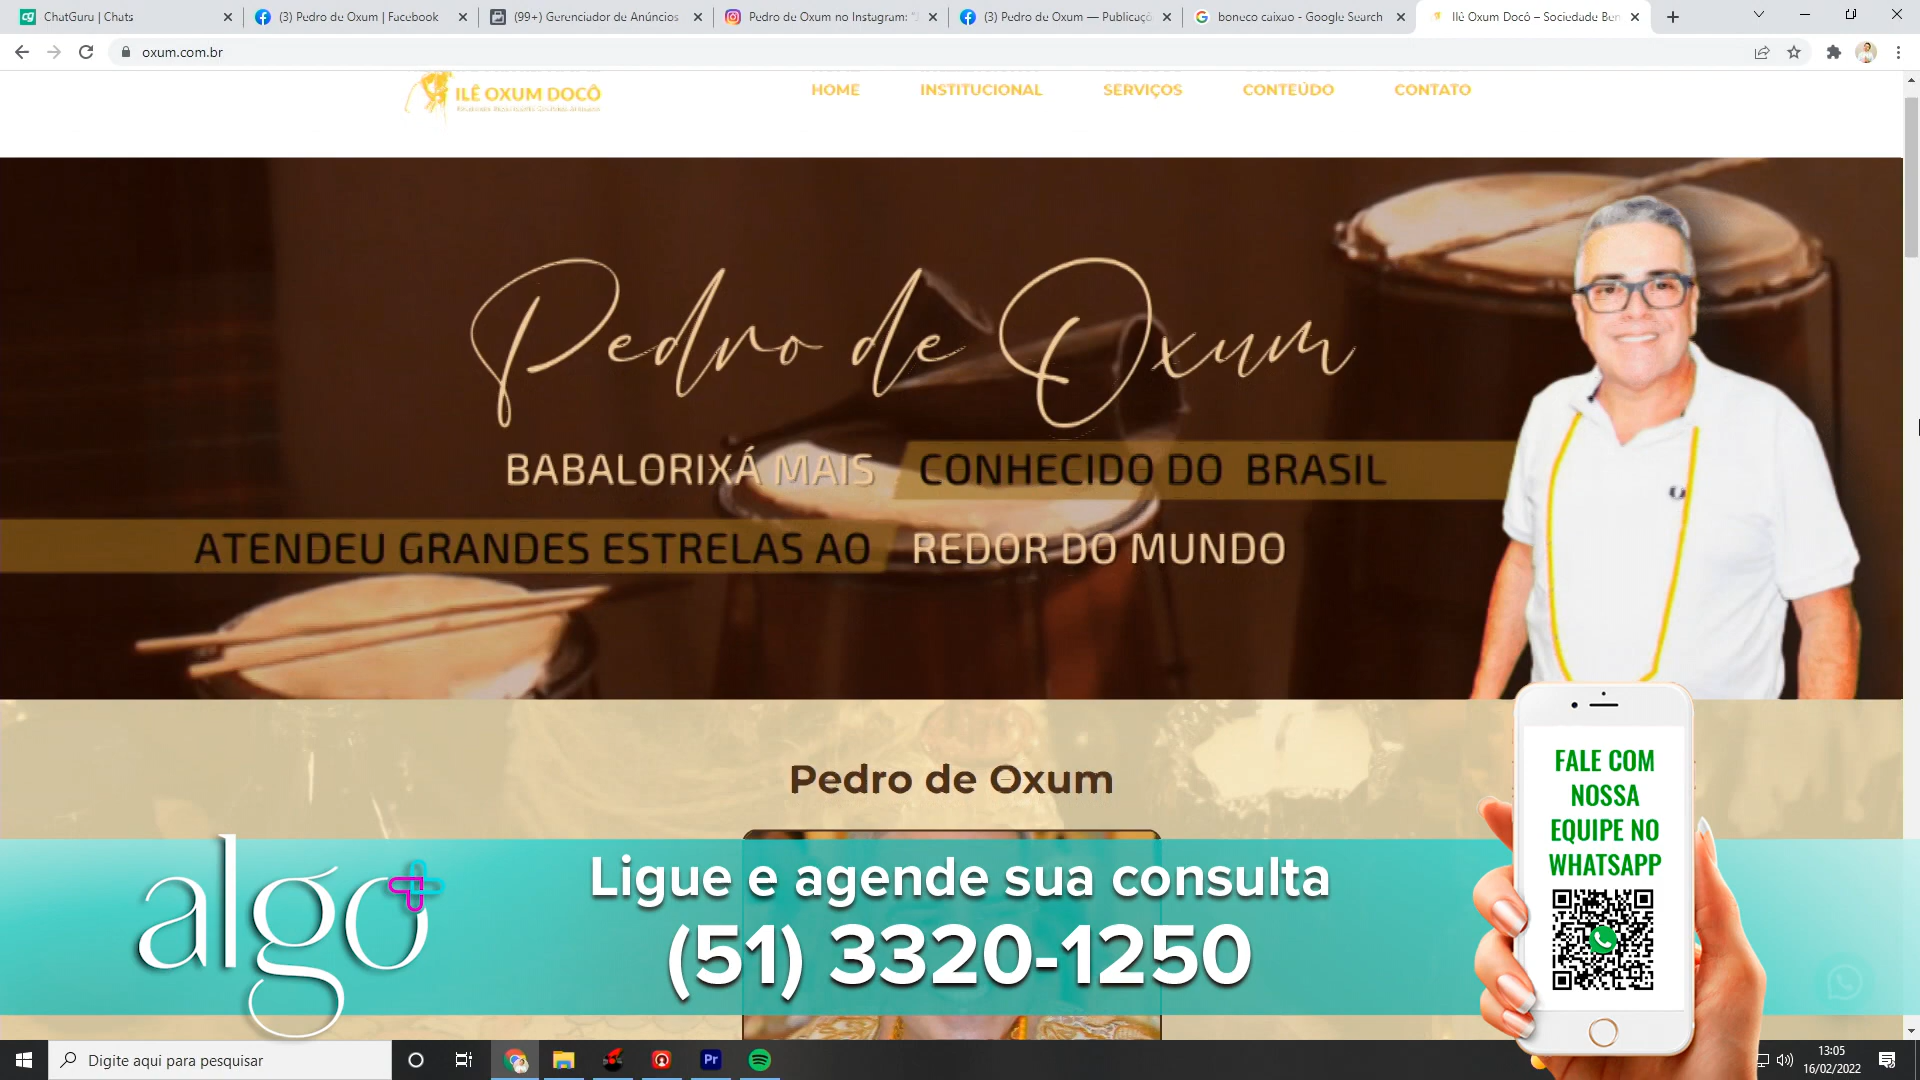 ChatGuru | Chats
(3) Pedro de Oxum | Facebook
(99+) Gerenciador de Anúncios
Pedro de Oxum no Instagram: "J
(3) Pedro de Oxum — Publicaçõ
boneco caixao - Google Search
Ilê Oxum Docô – Sociedade Ben
oxum.com.br
ILÊ OXUM DOCÔ
HOME
INSTITUCIONAL
SERVIÇOS
CONTEÚDO
CONTATO
Pedro de Oxum
BABALORIXÁ MAIS CONHECIDO DO BRASIL
ATENDEU GRANDES ESTRELAS AO REDOR DO MUNDO
Pedro de Oxum
algo+
Ligue e agende sua consulta
(51) 3320-1250
FALE COM
NOSSA
EQUIPE NO
WHATSAPP
Digite aqui para pesquisar
Pr
13:05
16/02/2022